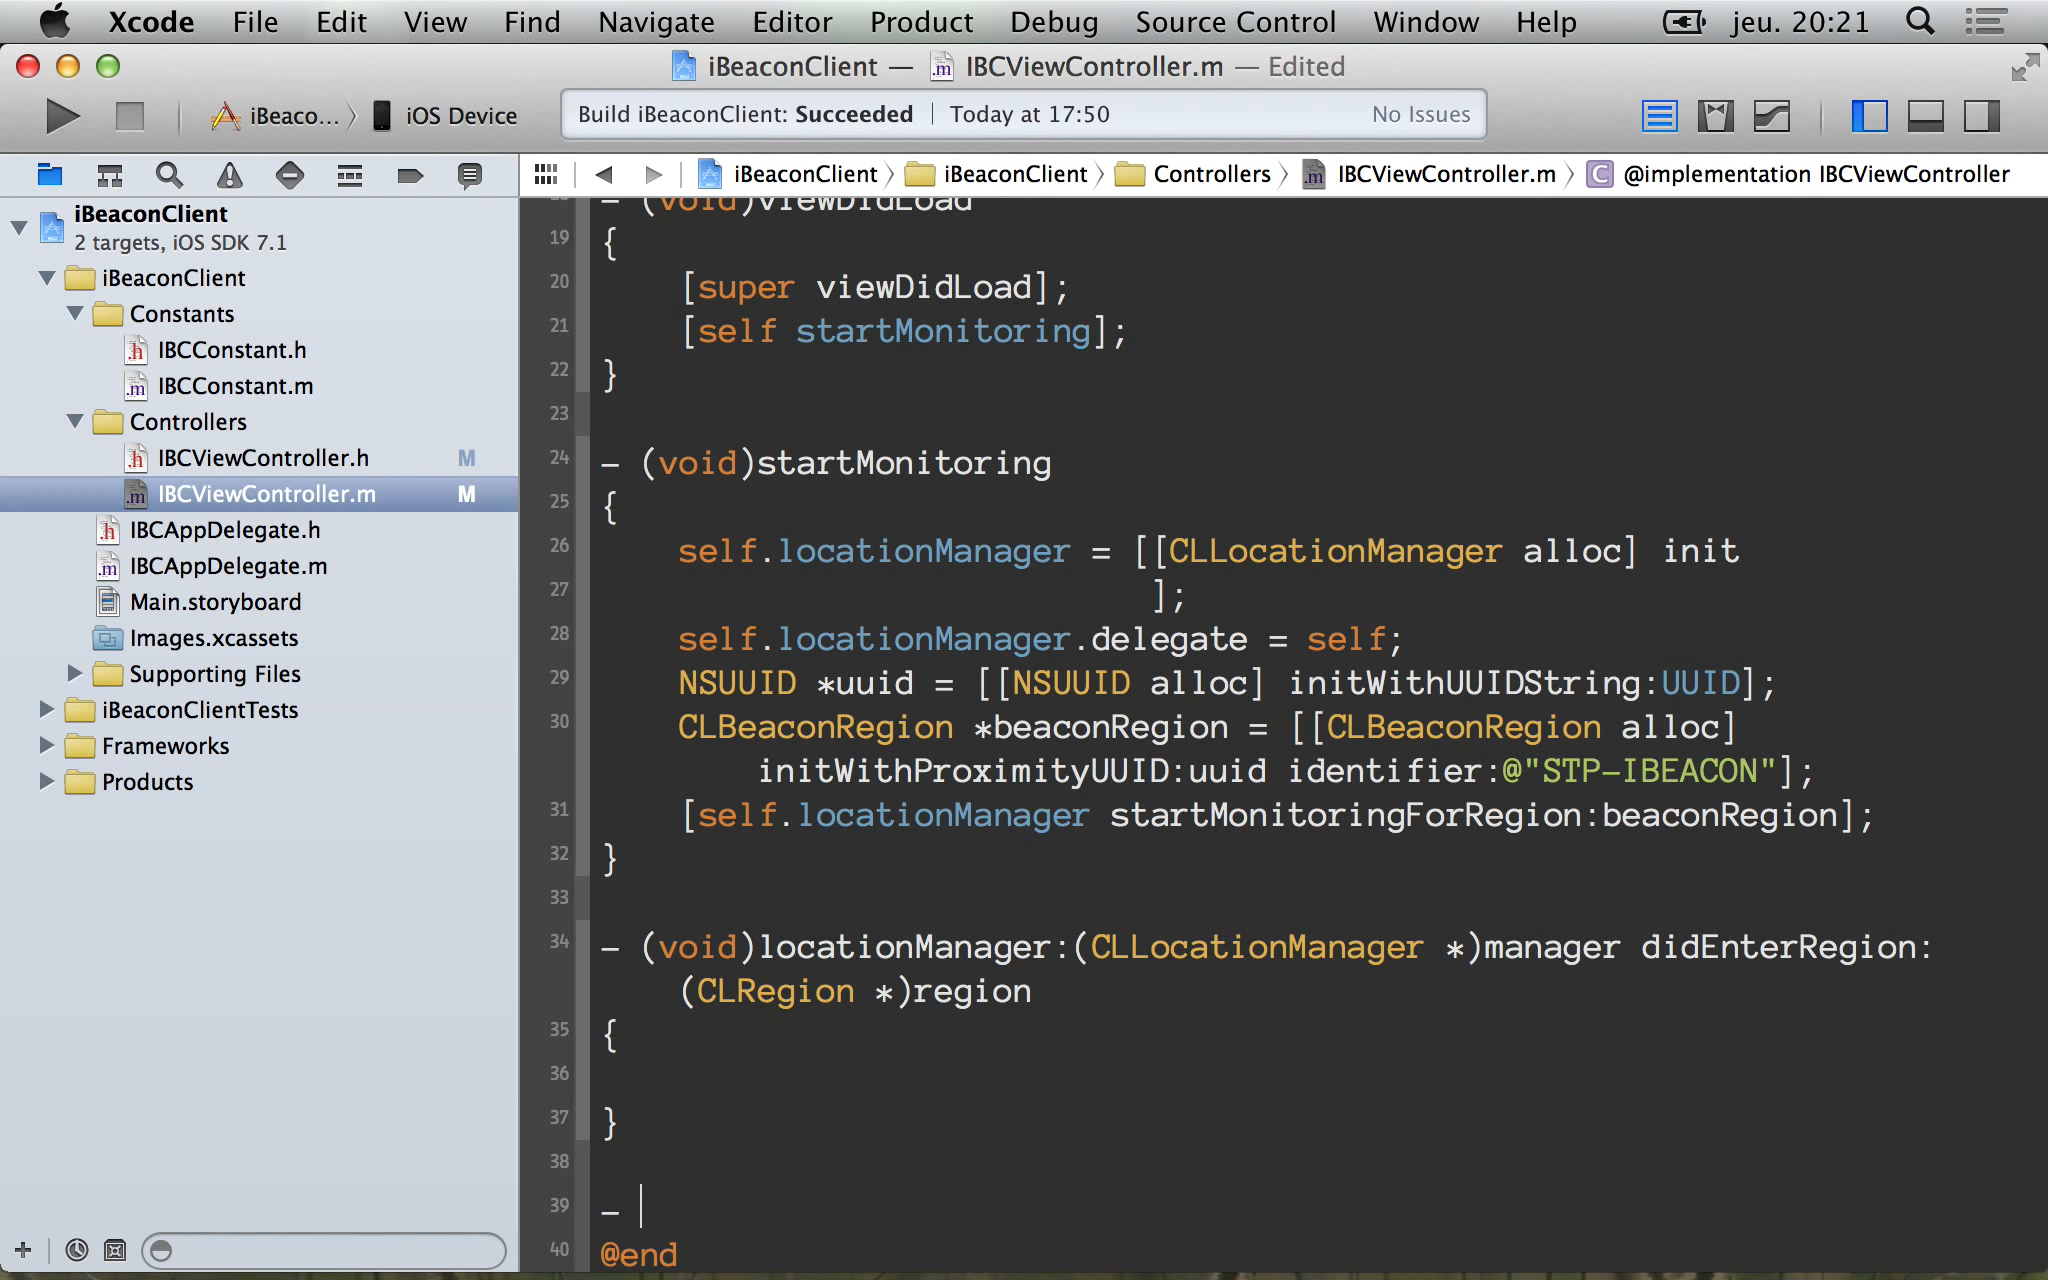 Xcode File Edit View Find Navigate Editor Product Debug Source Control Window Help jeu. 20:21
iBeaconClient — IBCViewController.m — Edited
iBeaco... iOS Device Build iBeaconClient: Succeeded Today at 17:50 No Issues
iBeaconClient iBeaconClient Controllers IBCViewController.m C @implementation IBCViewController
iBeaconClient
2 targets, iOS SDK 7.1
iBeaconClient
Constants
IBCConstant.h
IBCConstant.m
Controllers
IBCViewController.h M
IBCViewController.m M
IBCAppDelegate.h
IBCAppDelegate.m
Main.storyboard
Images.xcassets
Supporting Files
iBeaconClientTests
Frameworks
Products
- (void)viewDidLoad
19 {
20 [super viewDidLoad];
21 [self startMonitoring];
22 }
23
24 - (void)startMonitoring
25 {
26 self.locationManager = [[CLLocationManager alloc] init
27 ];
28 self.locationManager.delegate = self;
29 NSUUID *uuid = [[NSUUID alloc] initWithUUIDString:UUID];
30 CLBeaconRegion *beaconRegion = [[CLBeaconRegion alloc]
initWithProximityUUID:uuid identifier:@"STP-IBEACON"];
31 [self.locationManager startMonitoringForRegion:beaconRegion];
32 }
33
34 - (void)locationManager:(CLLocationManager *)manager didEnterRegion:
(CLRegion *)region
35 {
36
37 }
38
39 -
40 @end